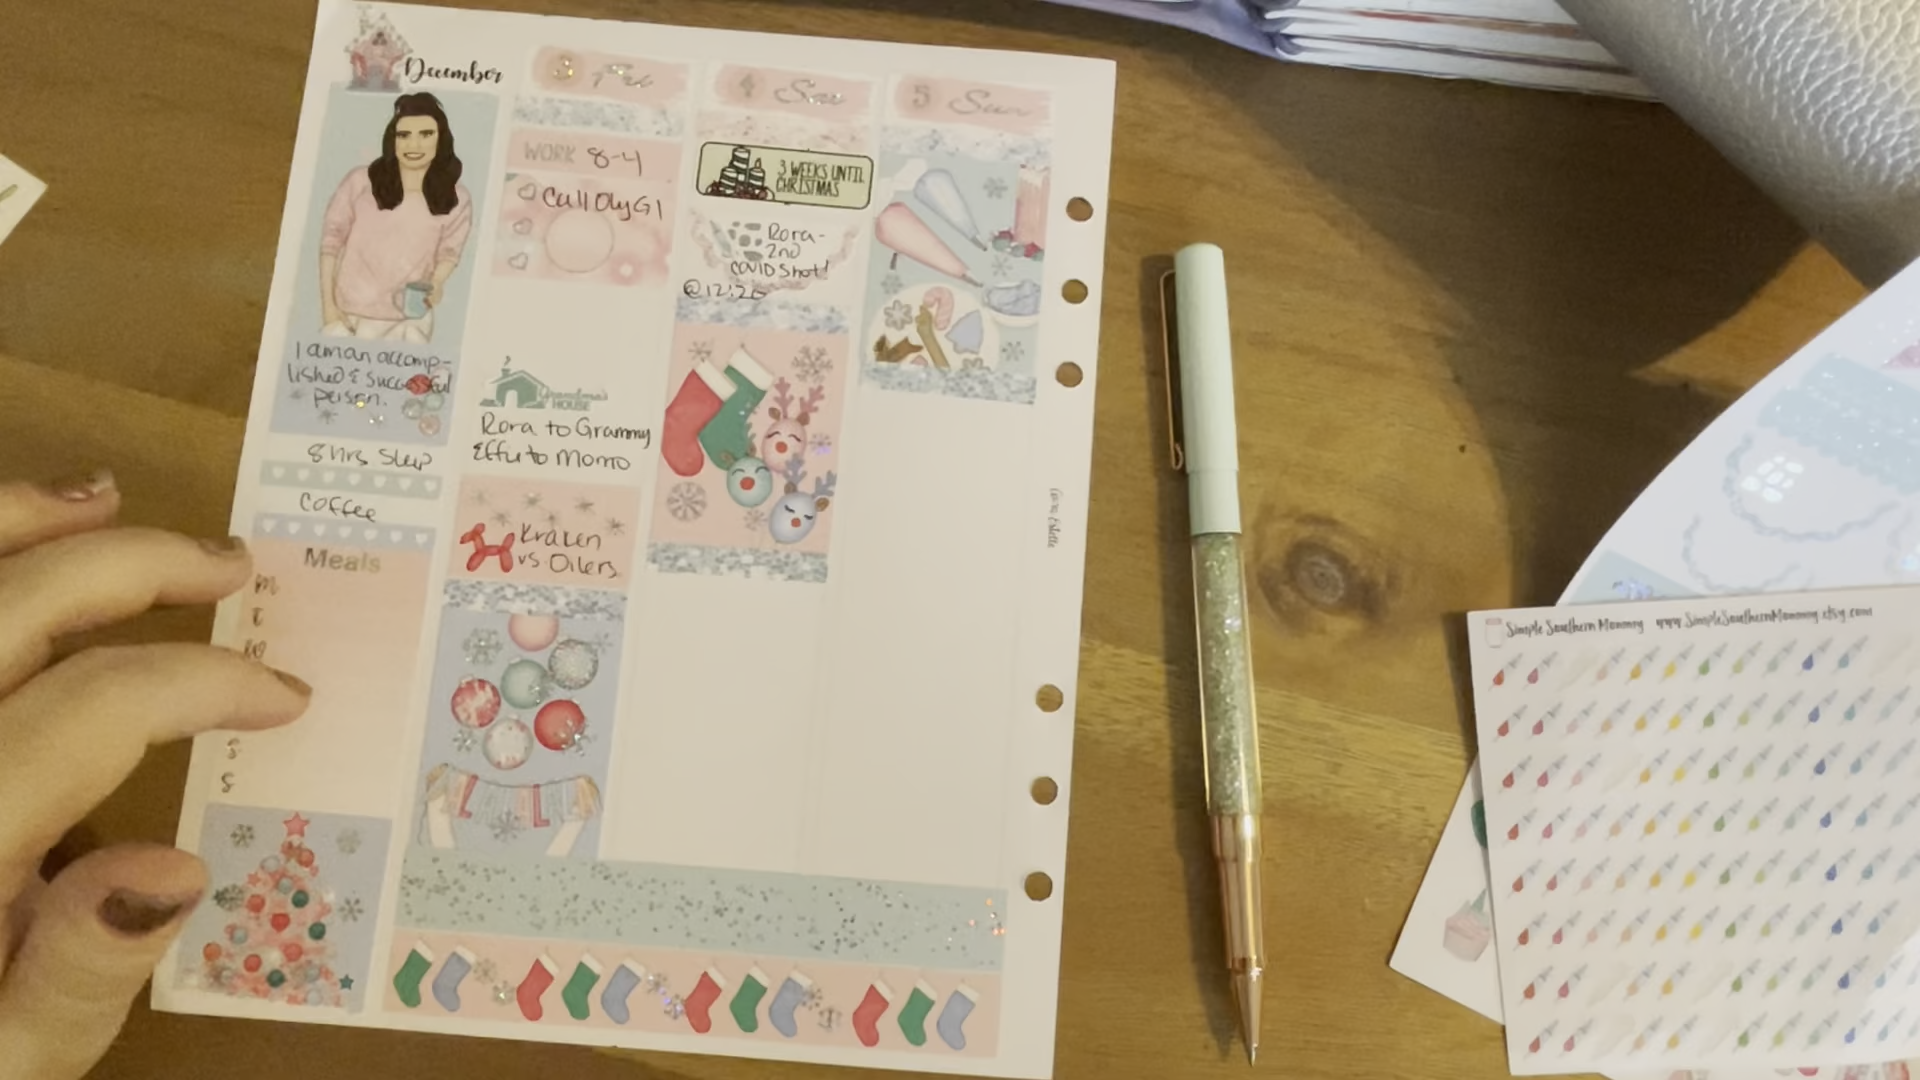 December
3 Fri
4 Sat
5 Sun
WORK 8-4
Call Oly G1
3 WEEKS UNTIL
CHRISTMAS
Rora-
2nd
COVID Shot!
@12:20
I am an accomp-
lished & successful
person.
8 hrs sleep
coffee
Meals
M
T
W
S
S
Grandma's
HOUSE
Rora to Grammy
Effie to Momo
Kraken
vs Oilers
Simple Southern Mommy www.SimpleSouthernMommy.etsy.com